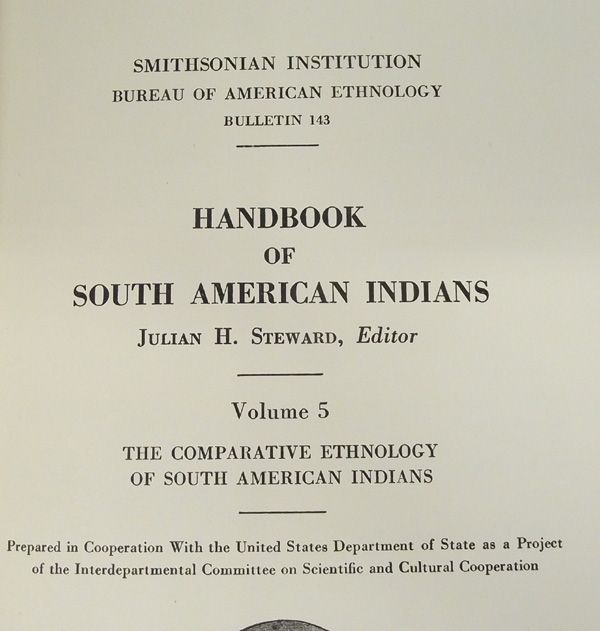 SMITHSONIAN INSTITUTION
BUREAU OF AMERICAN ETHNOLOGY
BULLETIN 143
HANDBOOK
OF
SOUTH AMERICAN INDIANS
JULIAN H. STEWARD, Editor
Volume 5
THE COMPARATIVE ETHNOLOGY
OF SOUTH AMERICAN INDIANS
Prepared in Cooperation With the United States Department of State as a Project
of the Interdepartmental Committee on Scientific and Cultural Cooperation